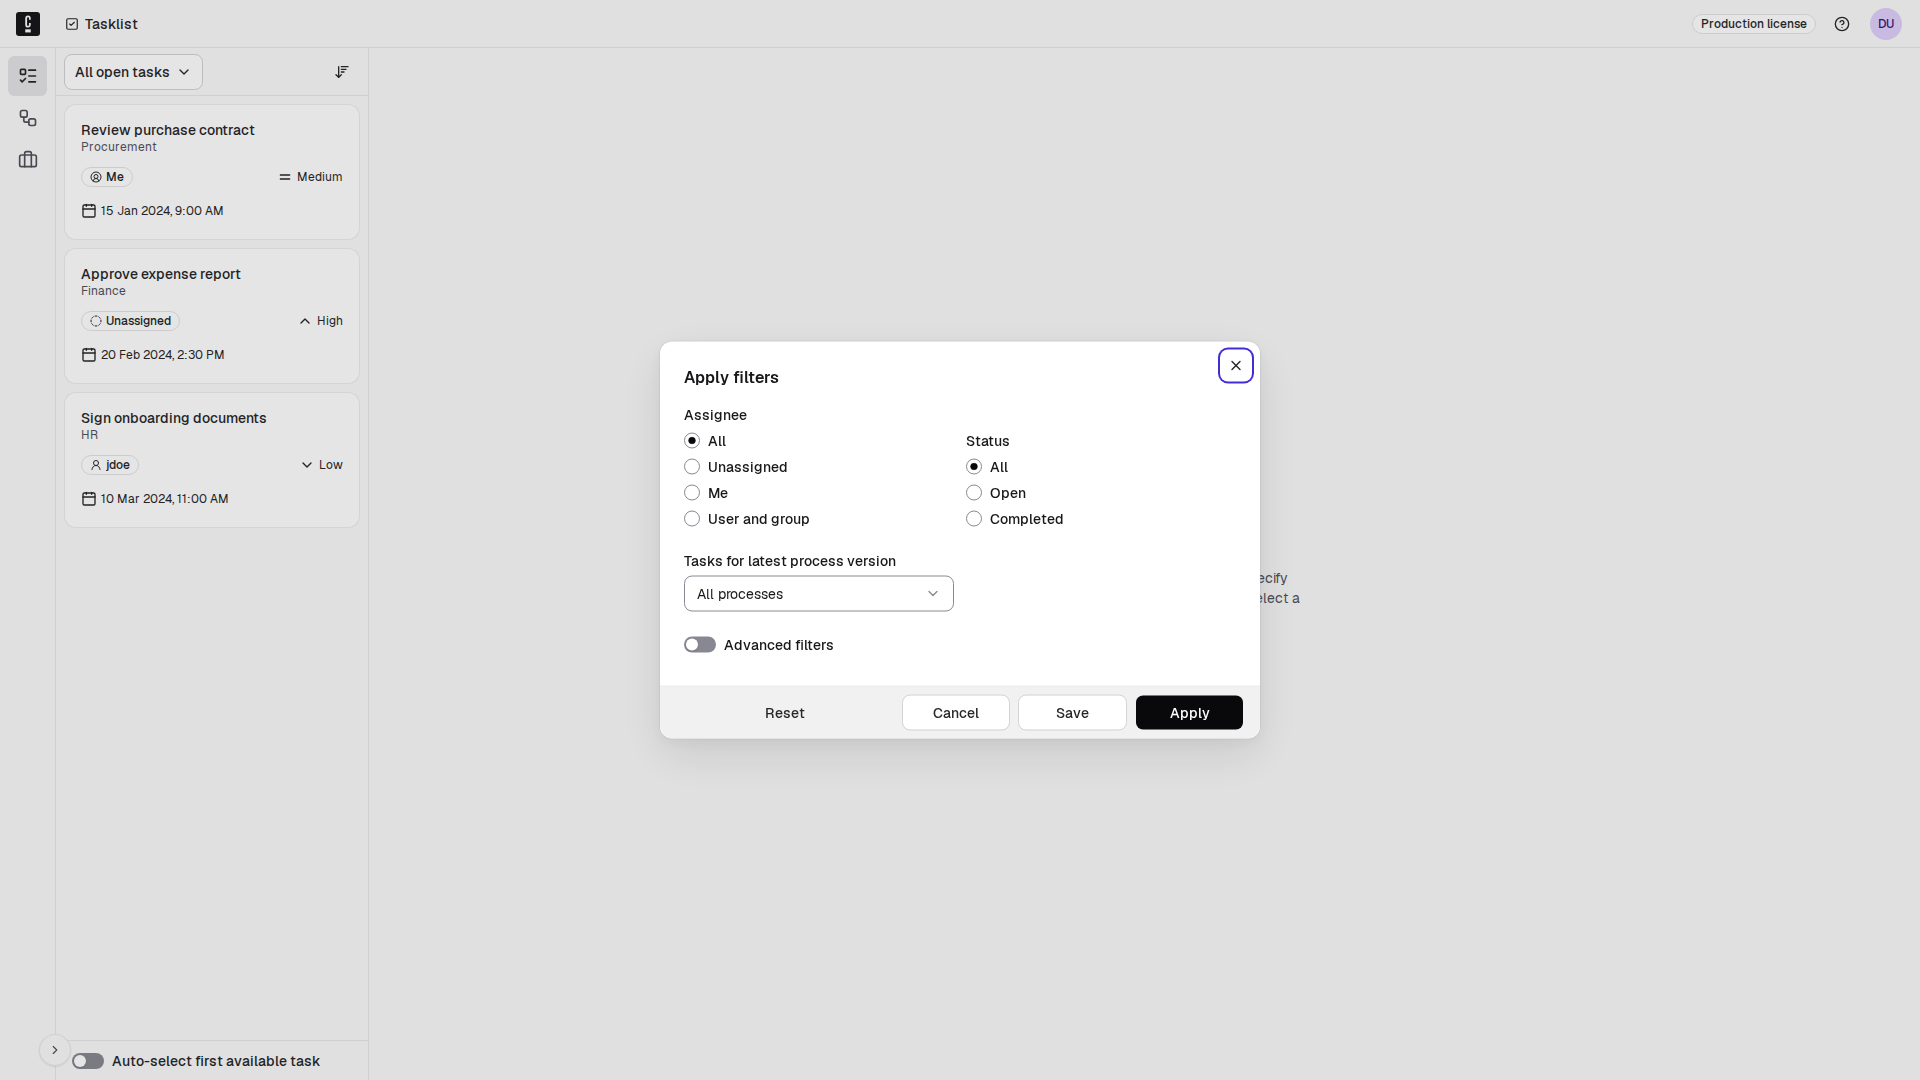 Tasklist
Production license
DU
All open tasks
Review purchase contract
Procurement
Me
Medium
15 Jan 2024, 9:00 AM
Approve expense report
Finance
Unassigned
High
20 Feb 2024, 2:30 PM
Sign onboarding documents
HR
jdoe
Low
10 Mar 2024, 11:00 AM
Auto-select first available task
Apply filters
Assignee
All
Unassigned
Me
User and group
Status
All
Open
Completed
Tasks for latest process version
All processes
Advanced filters
Reset
Cancel
Save
Apply
a